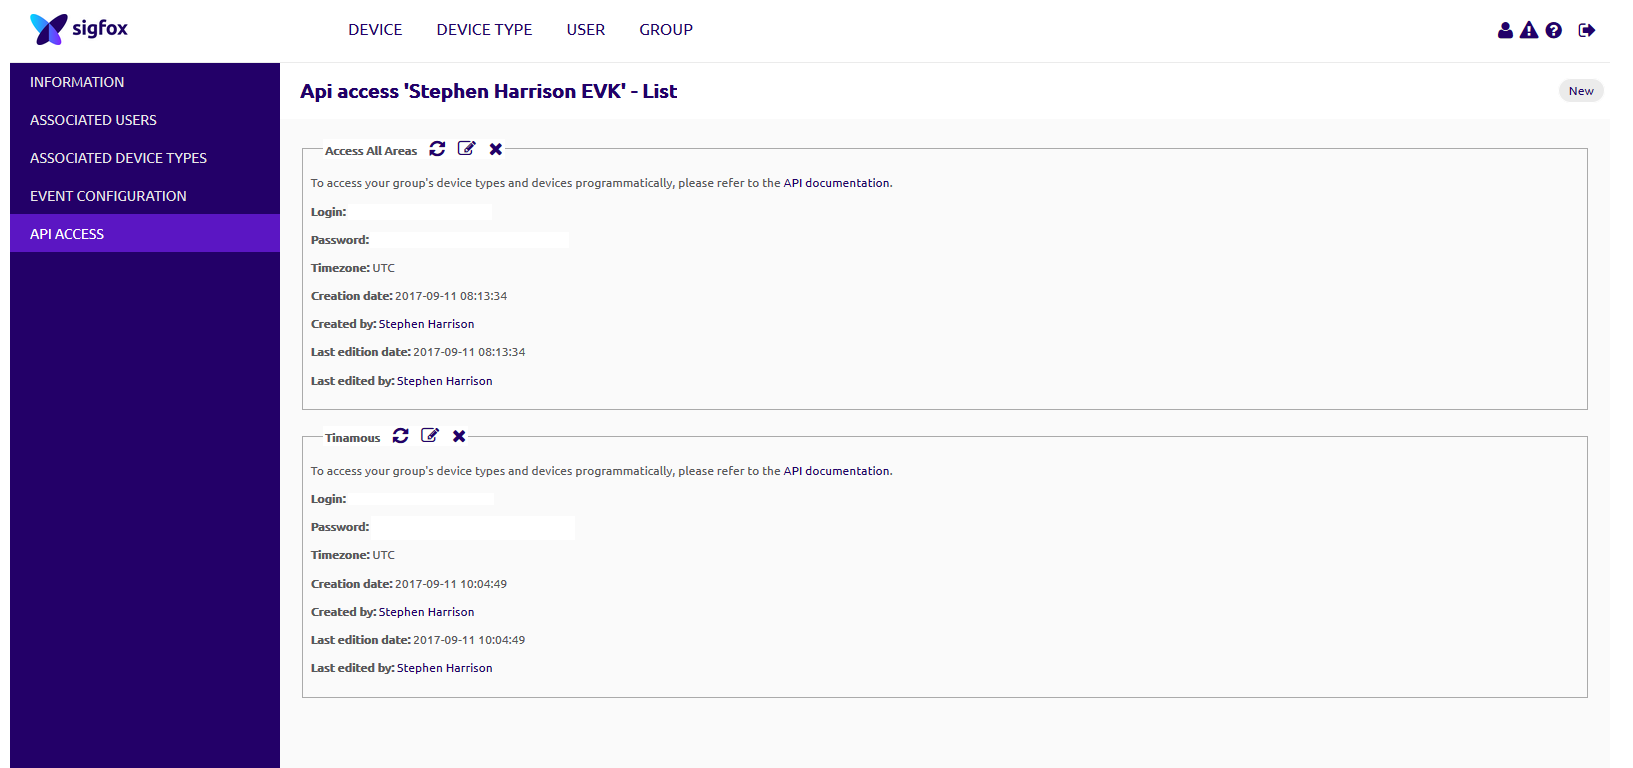 sigfox
DEVICE DEVICE TYPE USER GROUP
INFORMATION
ASSOCIATED USERS
ASSOCIATED DEVICE TYPES
EVENT CONFIGURATION
API ACCESS
Api access 'Stephen Harrison EVK' - List
New
Access All Areas
To access your group's device types and devices programmatically, please refer to the API documentation.
Login:
Password:
Timezone: UTC
Creation date: 2017-09-11 08:13:34
Created by: Stephen Harrison
Last edition date: 2017-09-11 08:13:34
Last edited by: Stephen Harrison
Tinamous
To access your group's device types and devices programmatically, please refer to the API documentation.
Login:
Password:
Timezone: UTC
Creation date: 2017-09-11 10:04:49
Created by: Stephen Harrison
Last edition date: 2017-09-11 10:04:49
Last edited by: Stephen Harrison